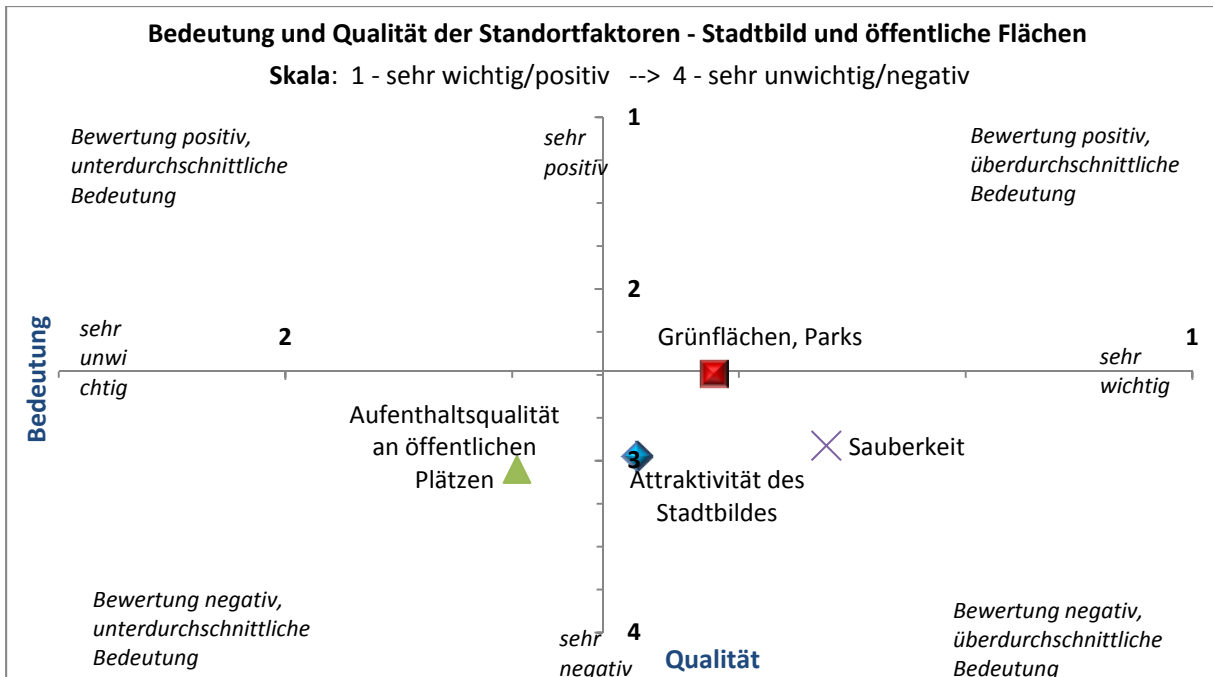 Bedeutung und Qualität der Standortfaktoren - Stadtbild und öffentliche Flächen
Skala: 1 - sehr wichtig/positiv --> 4 - sehr unwichtig/negativ
Bewertung positiv,
unterdurchschnittliche
Bedeutung
sehr
positiv
1
Bewertung positiv,
überdurchschnittliche
Bedeutung
2
Bedeutung
sehr
unwi
chtig
2
Grünflächen, Parks
1
sehr
wichtig
Aufenthaltsqualität
an öffentlichen
Plätzen
3
Attraktivität des
Stadtbildes
Sauberkeit
Bewertung negativ,
unterdurchschnittliche
Bedeutung
sehr
negativ
4
Qualität
Bewertung negativ,
überdurchschnittliche
Bedeutung